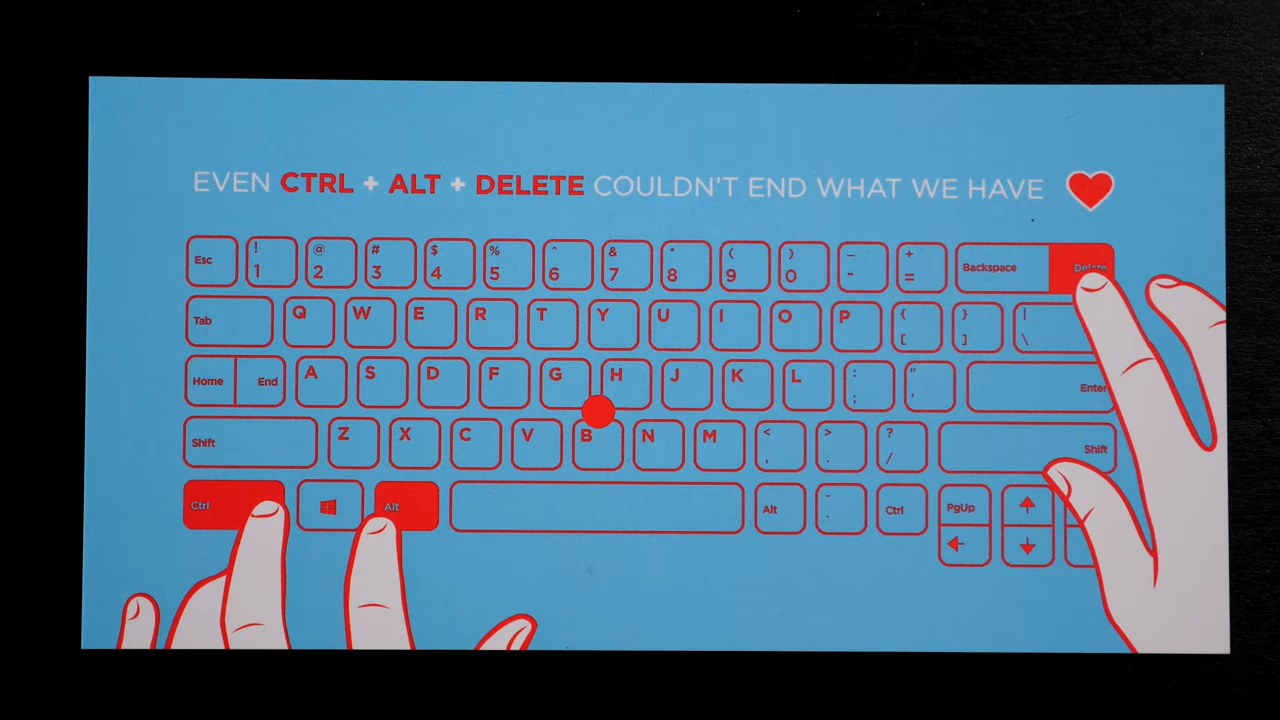 EVEN CTRL + ALT + DELETE COULDN'T END WHAT WE HAVE
Esc ! 1 @ 2 # 3 $ 4 % 5 ^ 6 & 7 * 8 ( 9 ) 0 _ - + = Backspace Delete
Tab Q W E R T Y U I O P { [ } ] | \
Home End A S D F G H J K L : ; " ' Enter
Shift Z X C V B N M < , > . ? / Shift
Ctrl Alt Alt - . Ctrl PgUp